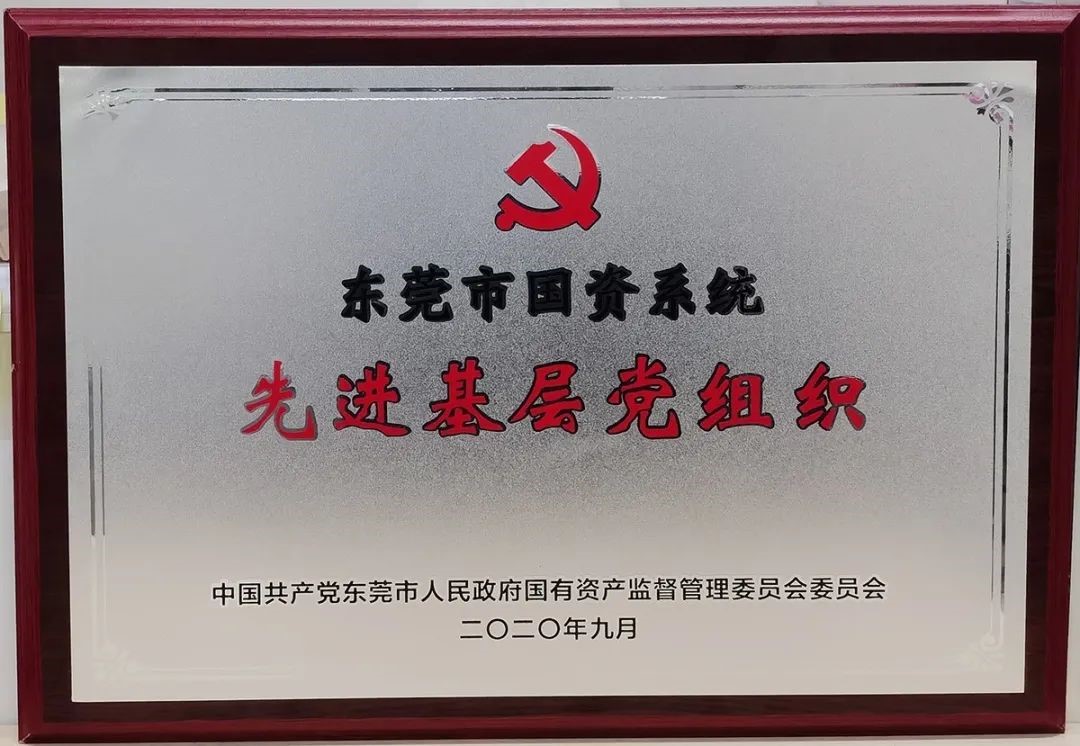 东莞市国资系统
先进基层党组织
中国共产党东莞市人民政府国有资产监督管理委员会委员会
二〇二〇年九月